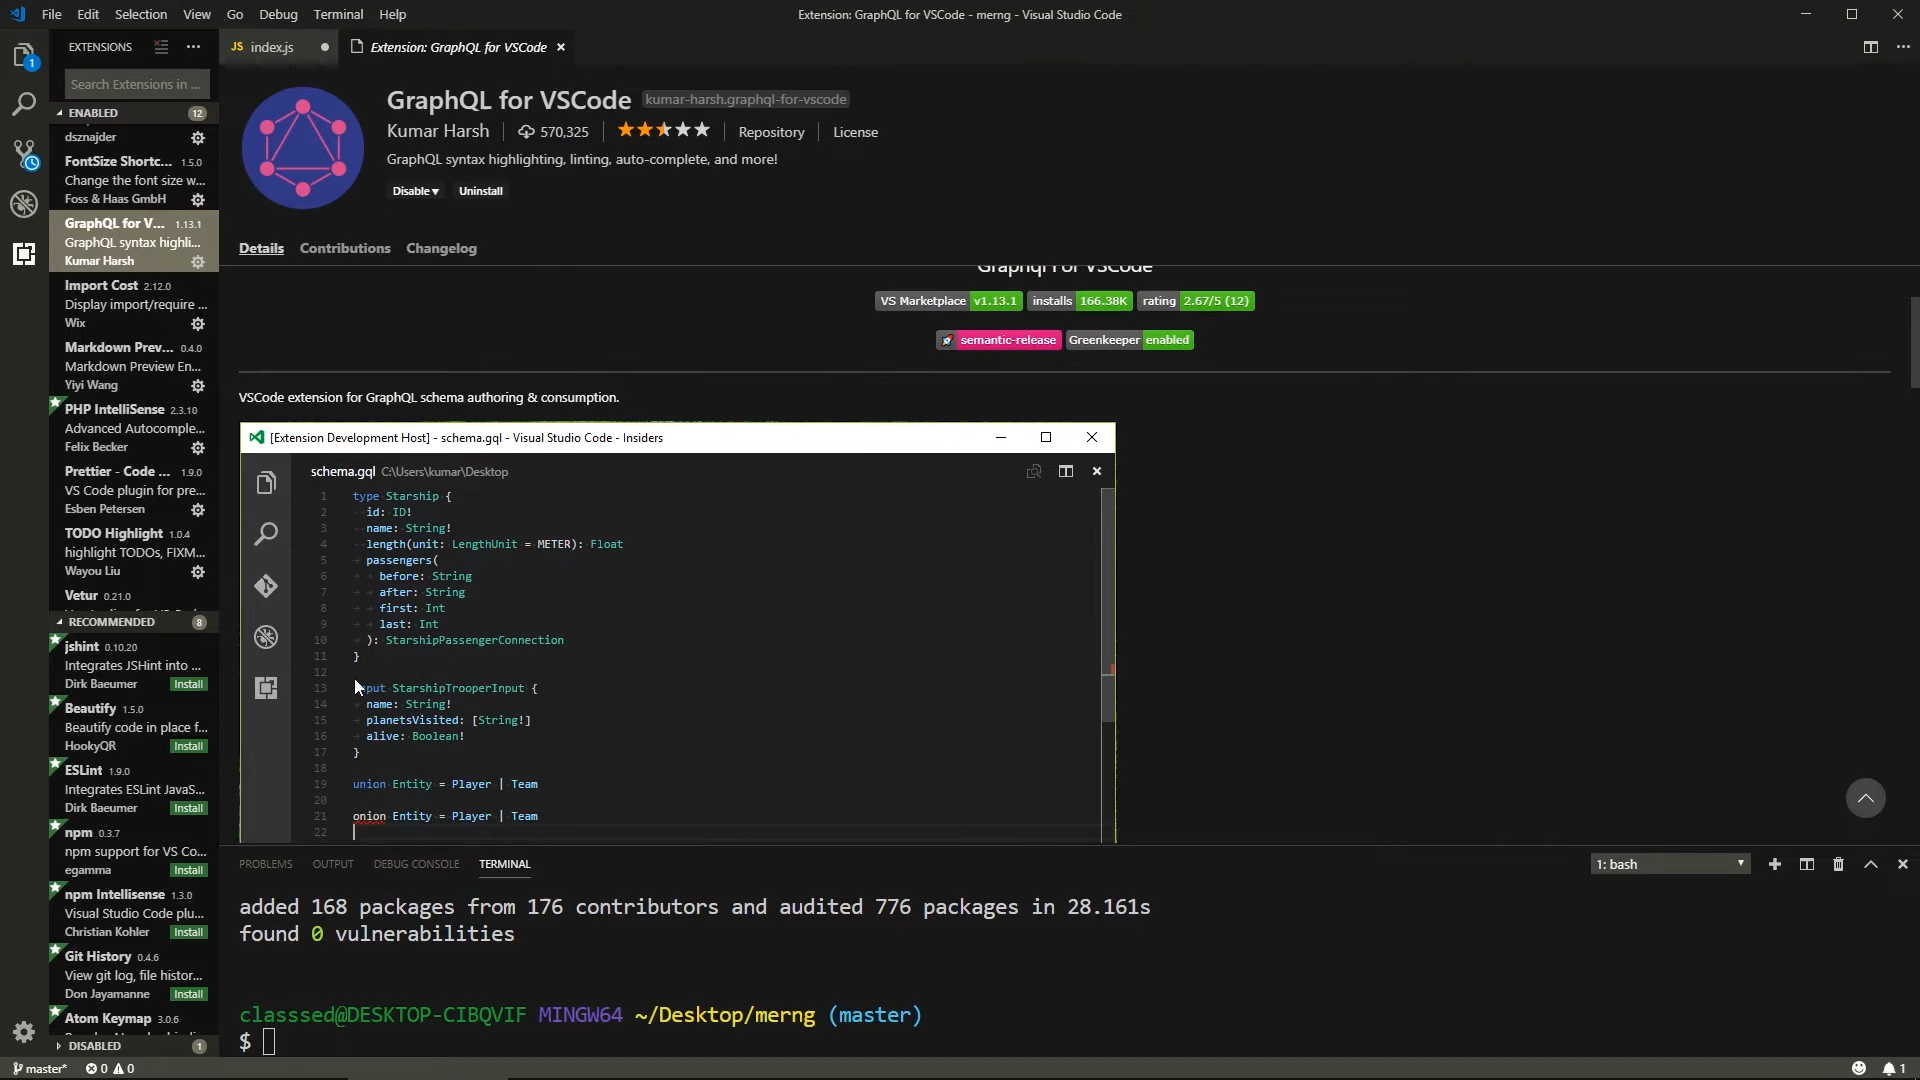 File Edit Selection View Go Debug Terminal Help
Extension: GraphQL for VSCode - merng - Visual Studio Code
EXTENSIONS
JS index.js
Extension: GraphQL for VSCode
1
Search Extensions in ...
ENABLED 12
dsznajder
FontSize Shortc... 1.5.0
Change the font size w...
Foss & Haas GmbH
GraphQL for V... 1.13.1
GraphQL syntax highli...
Kumar Harsh
Import Cost 2.12.0
Display import/require ...
Wix
Markdown Prev... 0.4.0
Markdown Preview En...
Yiyi Wang
PHP IntelliSense 2.3.10
Advanced Autocomple...
Felix Becker
Prettier - Code ... 1.9.0
VS Code plugin for pre...
Esben Petersen
TODO Highlight 1.0.4
highlight TODOs, FIXM...
Wayou Liu
Vetur 0.21.0
RECOMMENDED 8
jshint 0.10.20
Integrates JSHint into ...
Dirk Baeumer Install
Beautify 1.5.0
Beautify code in place f...
HookyQR Install
ESLint 1.9.0
Integrates ESLint JavaS...
Dirk Baeumer Install
npm 0.3.7
npm support for VS Co...
egamma Install
npm Intellisense 1.3.0
Visual Studio Code plu...
Christian Kohler Install
Git History 0.4.6
View git log, file histor...
Don Jayamanne Install
Atom Keymap 3.0.6
DISABLED 1
GraphQL for VSCode kumar-harsh.graphql-for-vscode
Kumar Harsh 570,325 Repository License
GraphQL syntax highlighting, linting, auto-complete, and more!
Disable Uninstall
Details Contributions Changelog
Graphql For VSCode
VS Marketplace v1.13.1 installs 166.38K rating 2.67/5 (12)
semantic-release Greenkeeper enabled
VSCode extension for GraphQL schema authoring & consumption.
[Extension Development Host] - schema.gql - Visual Studio Code - Insiders
schema.gql C:\Users\kumar\Desktop
1 type Starship {
2 id: ID!
3 name: String!
4 length(unit: LengthUnit = METER): Float
5 passengers(
6 before: String
7 after: String
8 first: Int
9 last: Int
10 ): StarshipPassengerConnection
11 }
12
13 put StarshipTrooperInput {
14 name: String!
15 planetsVisited: [String!]
16 alive: Boolean!
17 }
18
19 union Entity = Player | Team
20
21 onion Entity = Player | Team
22
PROBLEMS OUTPUT DEBUG CONSOLE TERMINAL 1: bash
added 168 packages from 176 contributors and audited 776 packages in 28.161s
found 0 vulnerabilities
classsed@DESKTOP-CIBQVIF MINGW64 ~/Desktop/merng (master)
$
master* 0 0 1